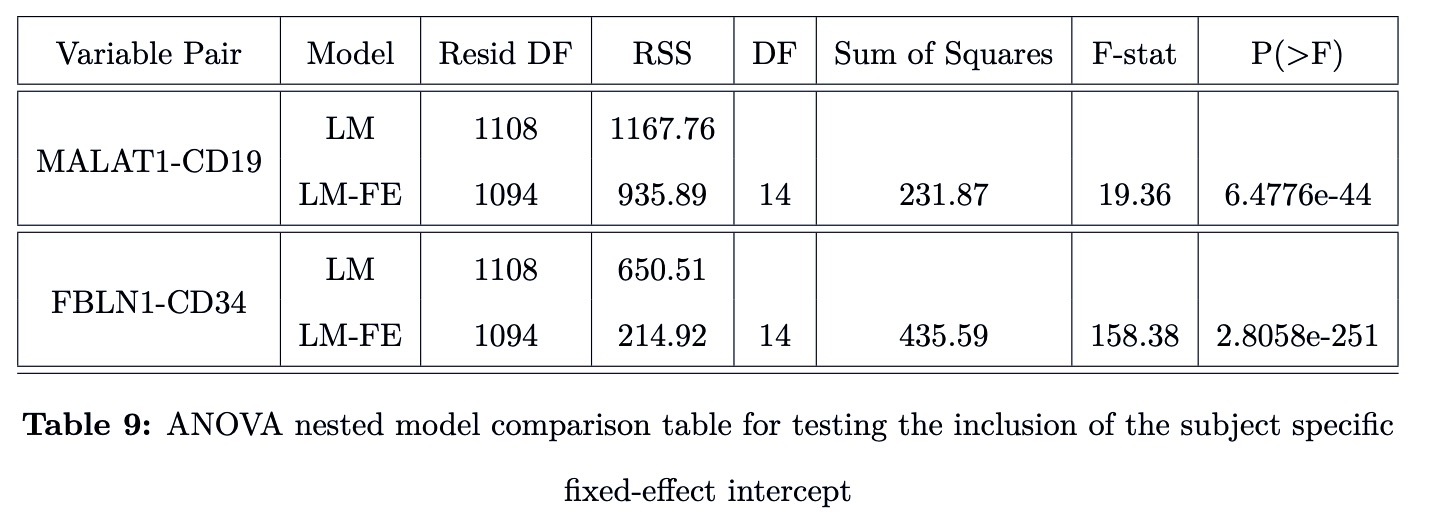 Variable Pair Model Resid DF RSS DF Sum of Squares F-stat P(>F)
MALAT1-CD19
LM 1108 1167.76
LM-FE 1094 935.89 14 231.87 19.36 6.4776e-44
FBLN1-CD34
LM 1108 650.51
LM-FE 1094 214.92 14 435.59 158.38 2.8058e-251
Table 9: ANOVA nested model comparison table for testing the inclusion of the subject specific
fixed-effect intercept